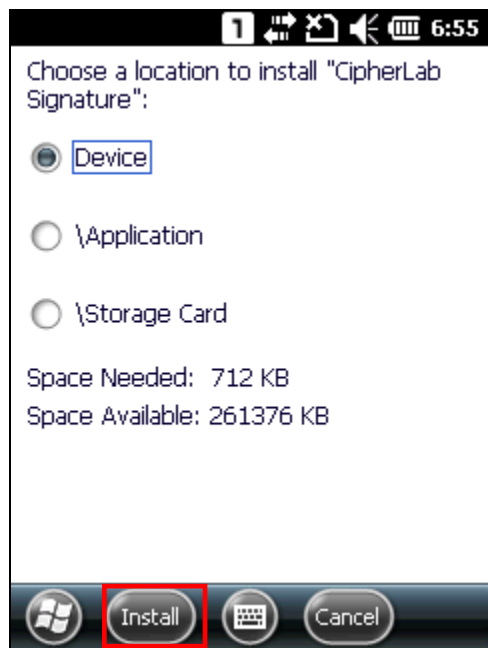 1 6:55
Choose a location to install "CipherLab
Signature":
Device
\Application
\Storage Card
Space Needed: 712 KB
Space Available: 261376 KB
Install Cancel